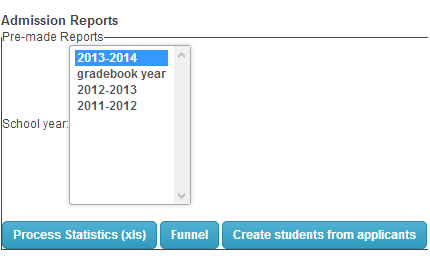 Admission Reports
Pre-made Reports
2013-2014
gradebook year
2012-2013
2011-2012
School year:
Process Statistics (xls) Funnel Create students from applicants